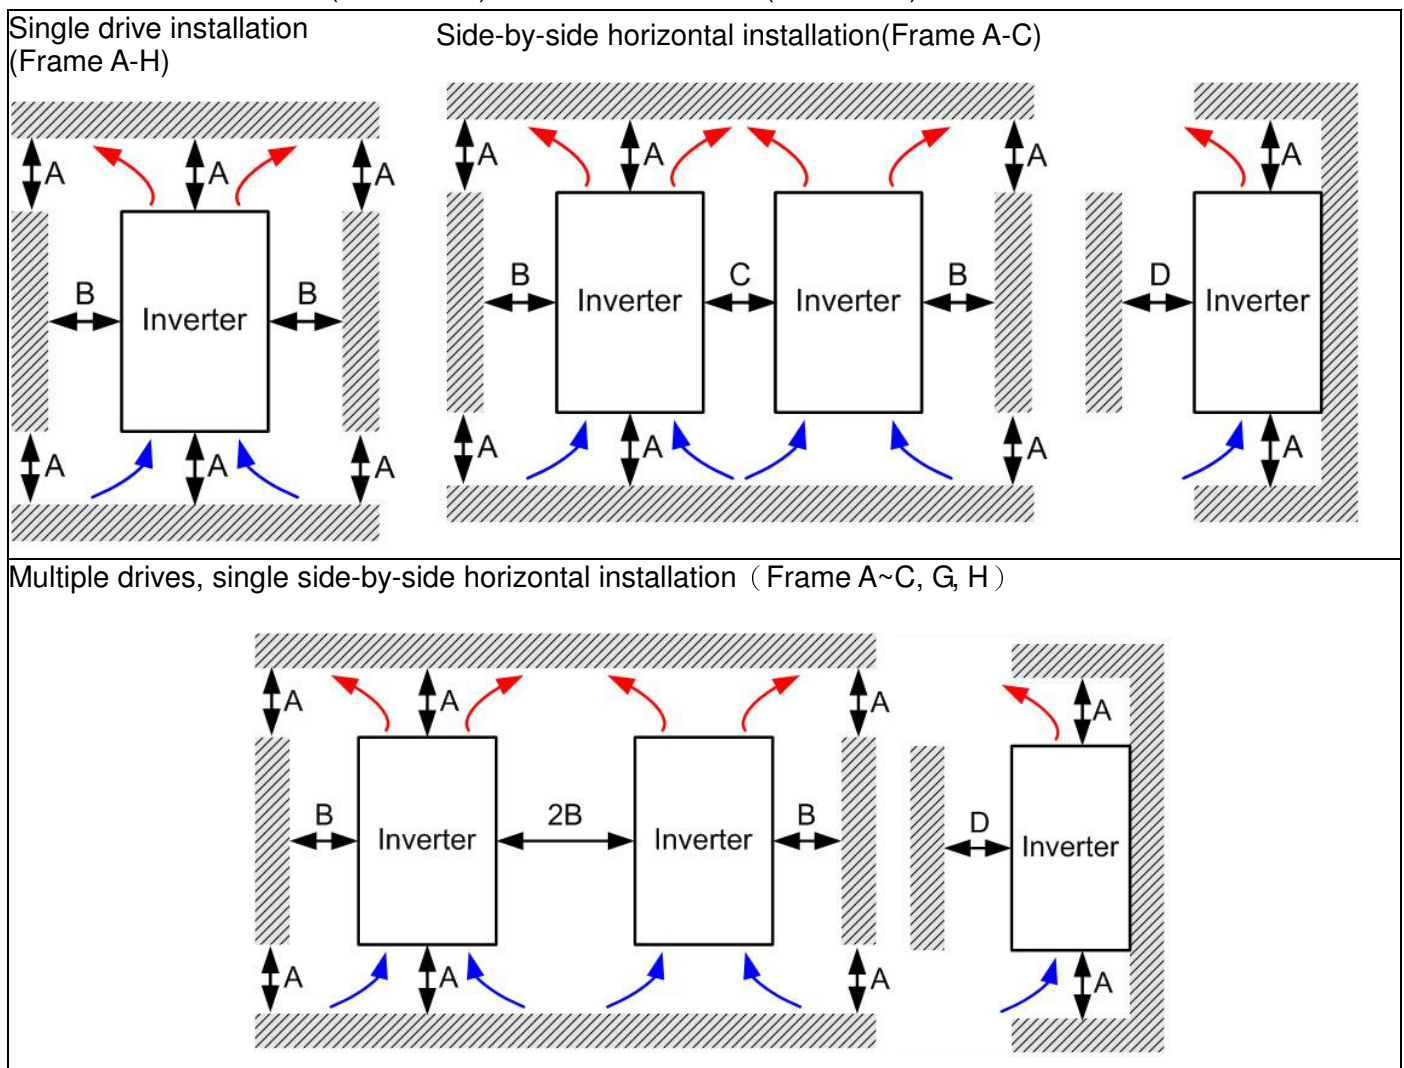 Single drive installation
(Frame A-H)
Side-by-side horizontal installation(Frame A-C)
A
A
A
B
Inverter
B
A
A
A
A
A
A
A
B
Inverter
C
Inverter
B
D
Inverter
A
A
A
A
Multiple drives, single side-by-side horizontal installation（Frame A~C, G, H）
A
A
A
A
B
Inverter
2B
Inverter
B
D
Inverter
A
A
A
A